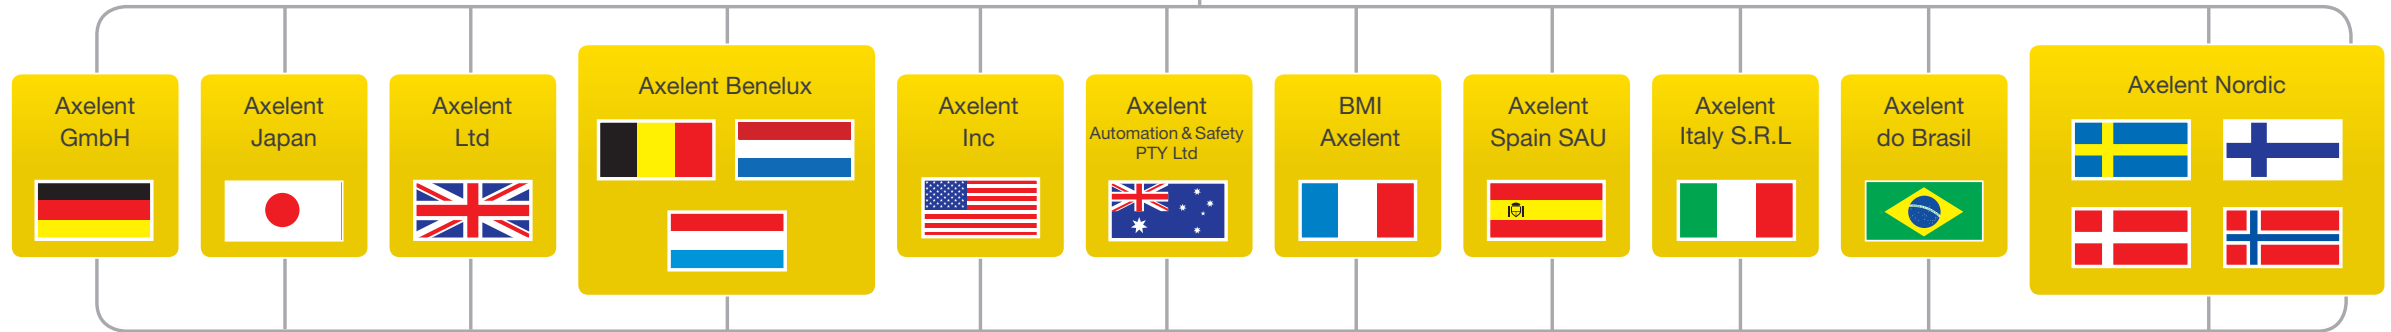 Axelent
GmbH
Axelent
Japan
Axelent
Ltd
Axelent Benelux
Axelent
Inc
Axelent
Automation & Safety
PTY Ltd
BMI
Axelent
Axelent
Spain SAU
Axelent
Italy S.R.L
Axelent
do Brasil
Axelent Nordic